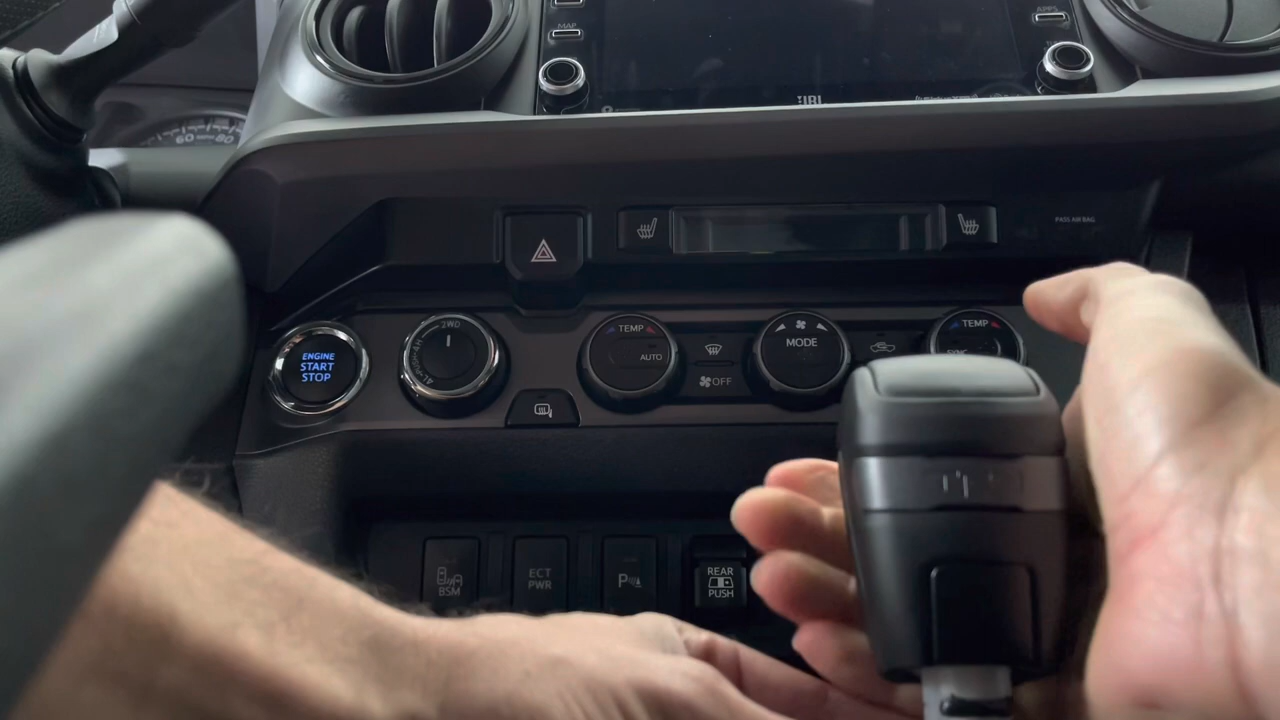 APPS
MAP
JBL
60 80
PASS AIR BAG
ENGINE
START
STOP
2WD
TEMP
AUTO
OFF
MODE
TEMP
SYNC
BSM
ECT
PWR
P
REAR
PUSH